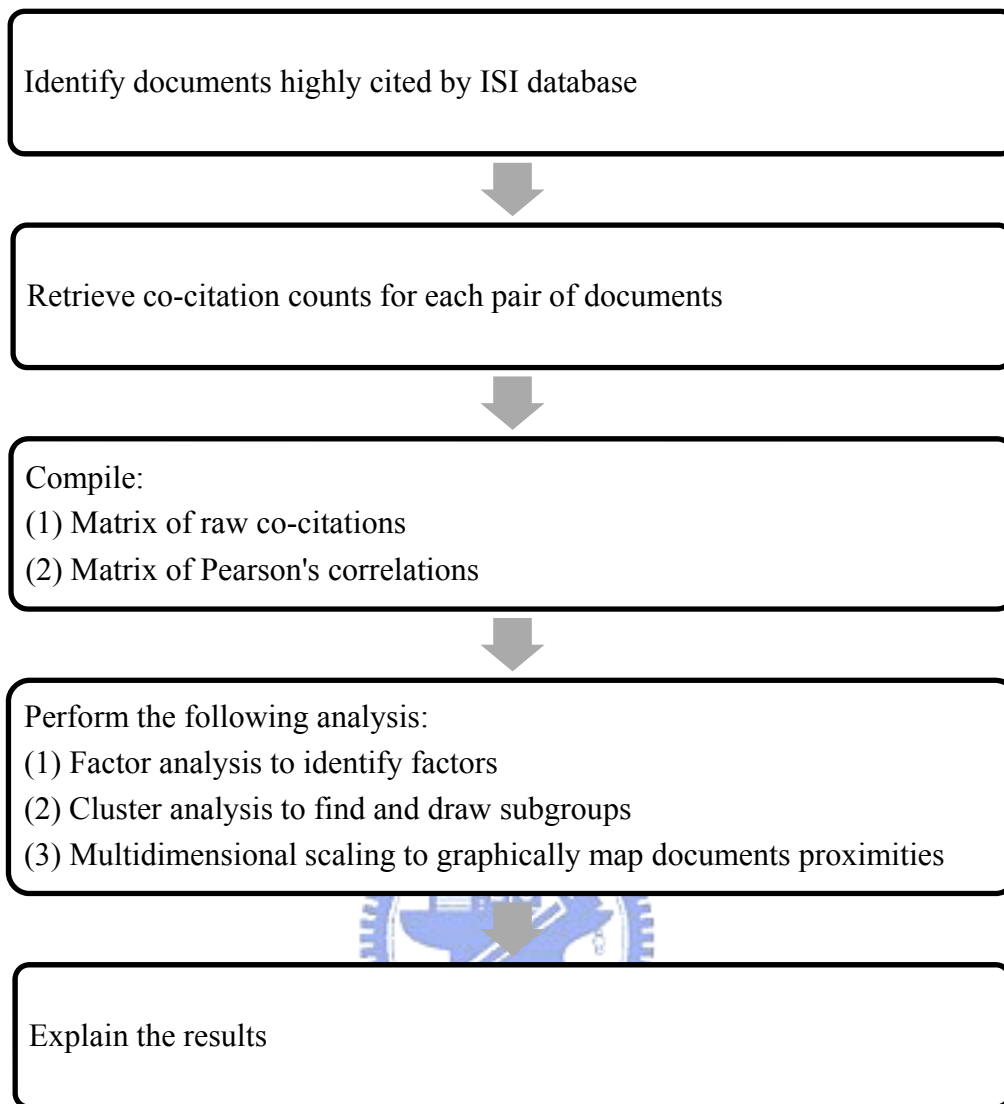 Identify documents highly cited by ISI database
Retrieve co-citation counts for each pair of documents
Compile:
(1) Matrix of raw co-citations
(2) Matrix of Pearson's correlations
Perform the following analysis:
(1) Factor analysis to identify factors
(2) Cluster analysis to find and draw subgroups
(3) Multidimensional scaling to graphically map documents proximities
Explain the results